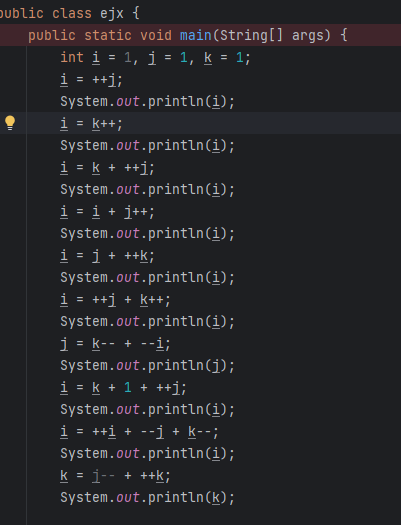 public class ejx {
public static void main(String[] args) {
int i = 1, j = 1, k = 1;
i = ++j;
System.out.println(i);
i = k++;
System.out.println(i);
i = k + ++j;
System.out.println(i);
i = i + j++;
System.out.println(i);
i = j + ++k;
System.out.println(i);
i = ++j + k++;
System.out.println(i);
j = k-- + --i;
System.out.println(j);
i = k + 1 + ++j;
System.out.println(i);
i = ++i + --j + k--;
System.out.println(i);
k = j-- + ++k;
System.out.println(k);